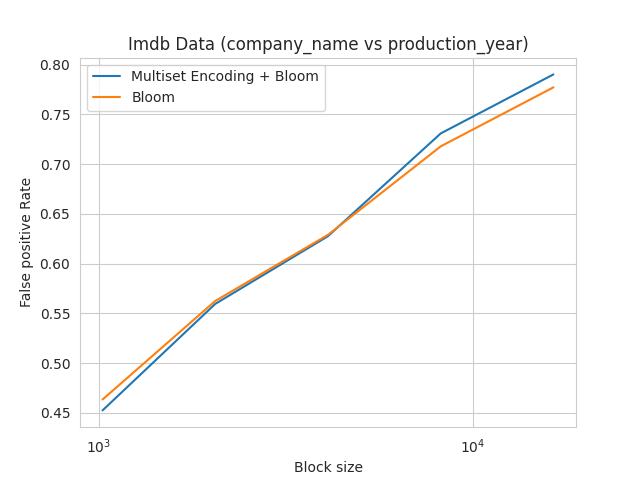 Imdb Data (company_name vs production_year)
Multiset Encoding + Bloom
Bloom
False positive Rate
0.80
0.75
0.70
0.65
0.60
0.55
0.50
0.45
10³ 10⁴
Block size